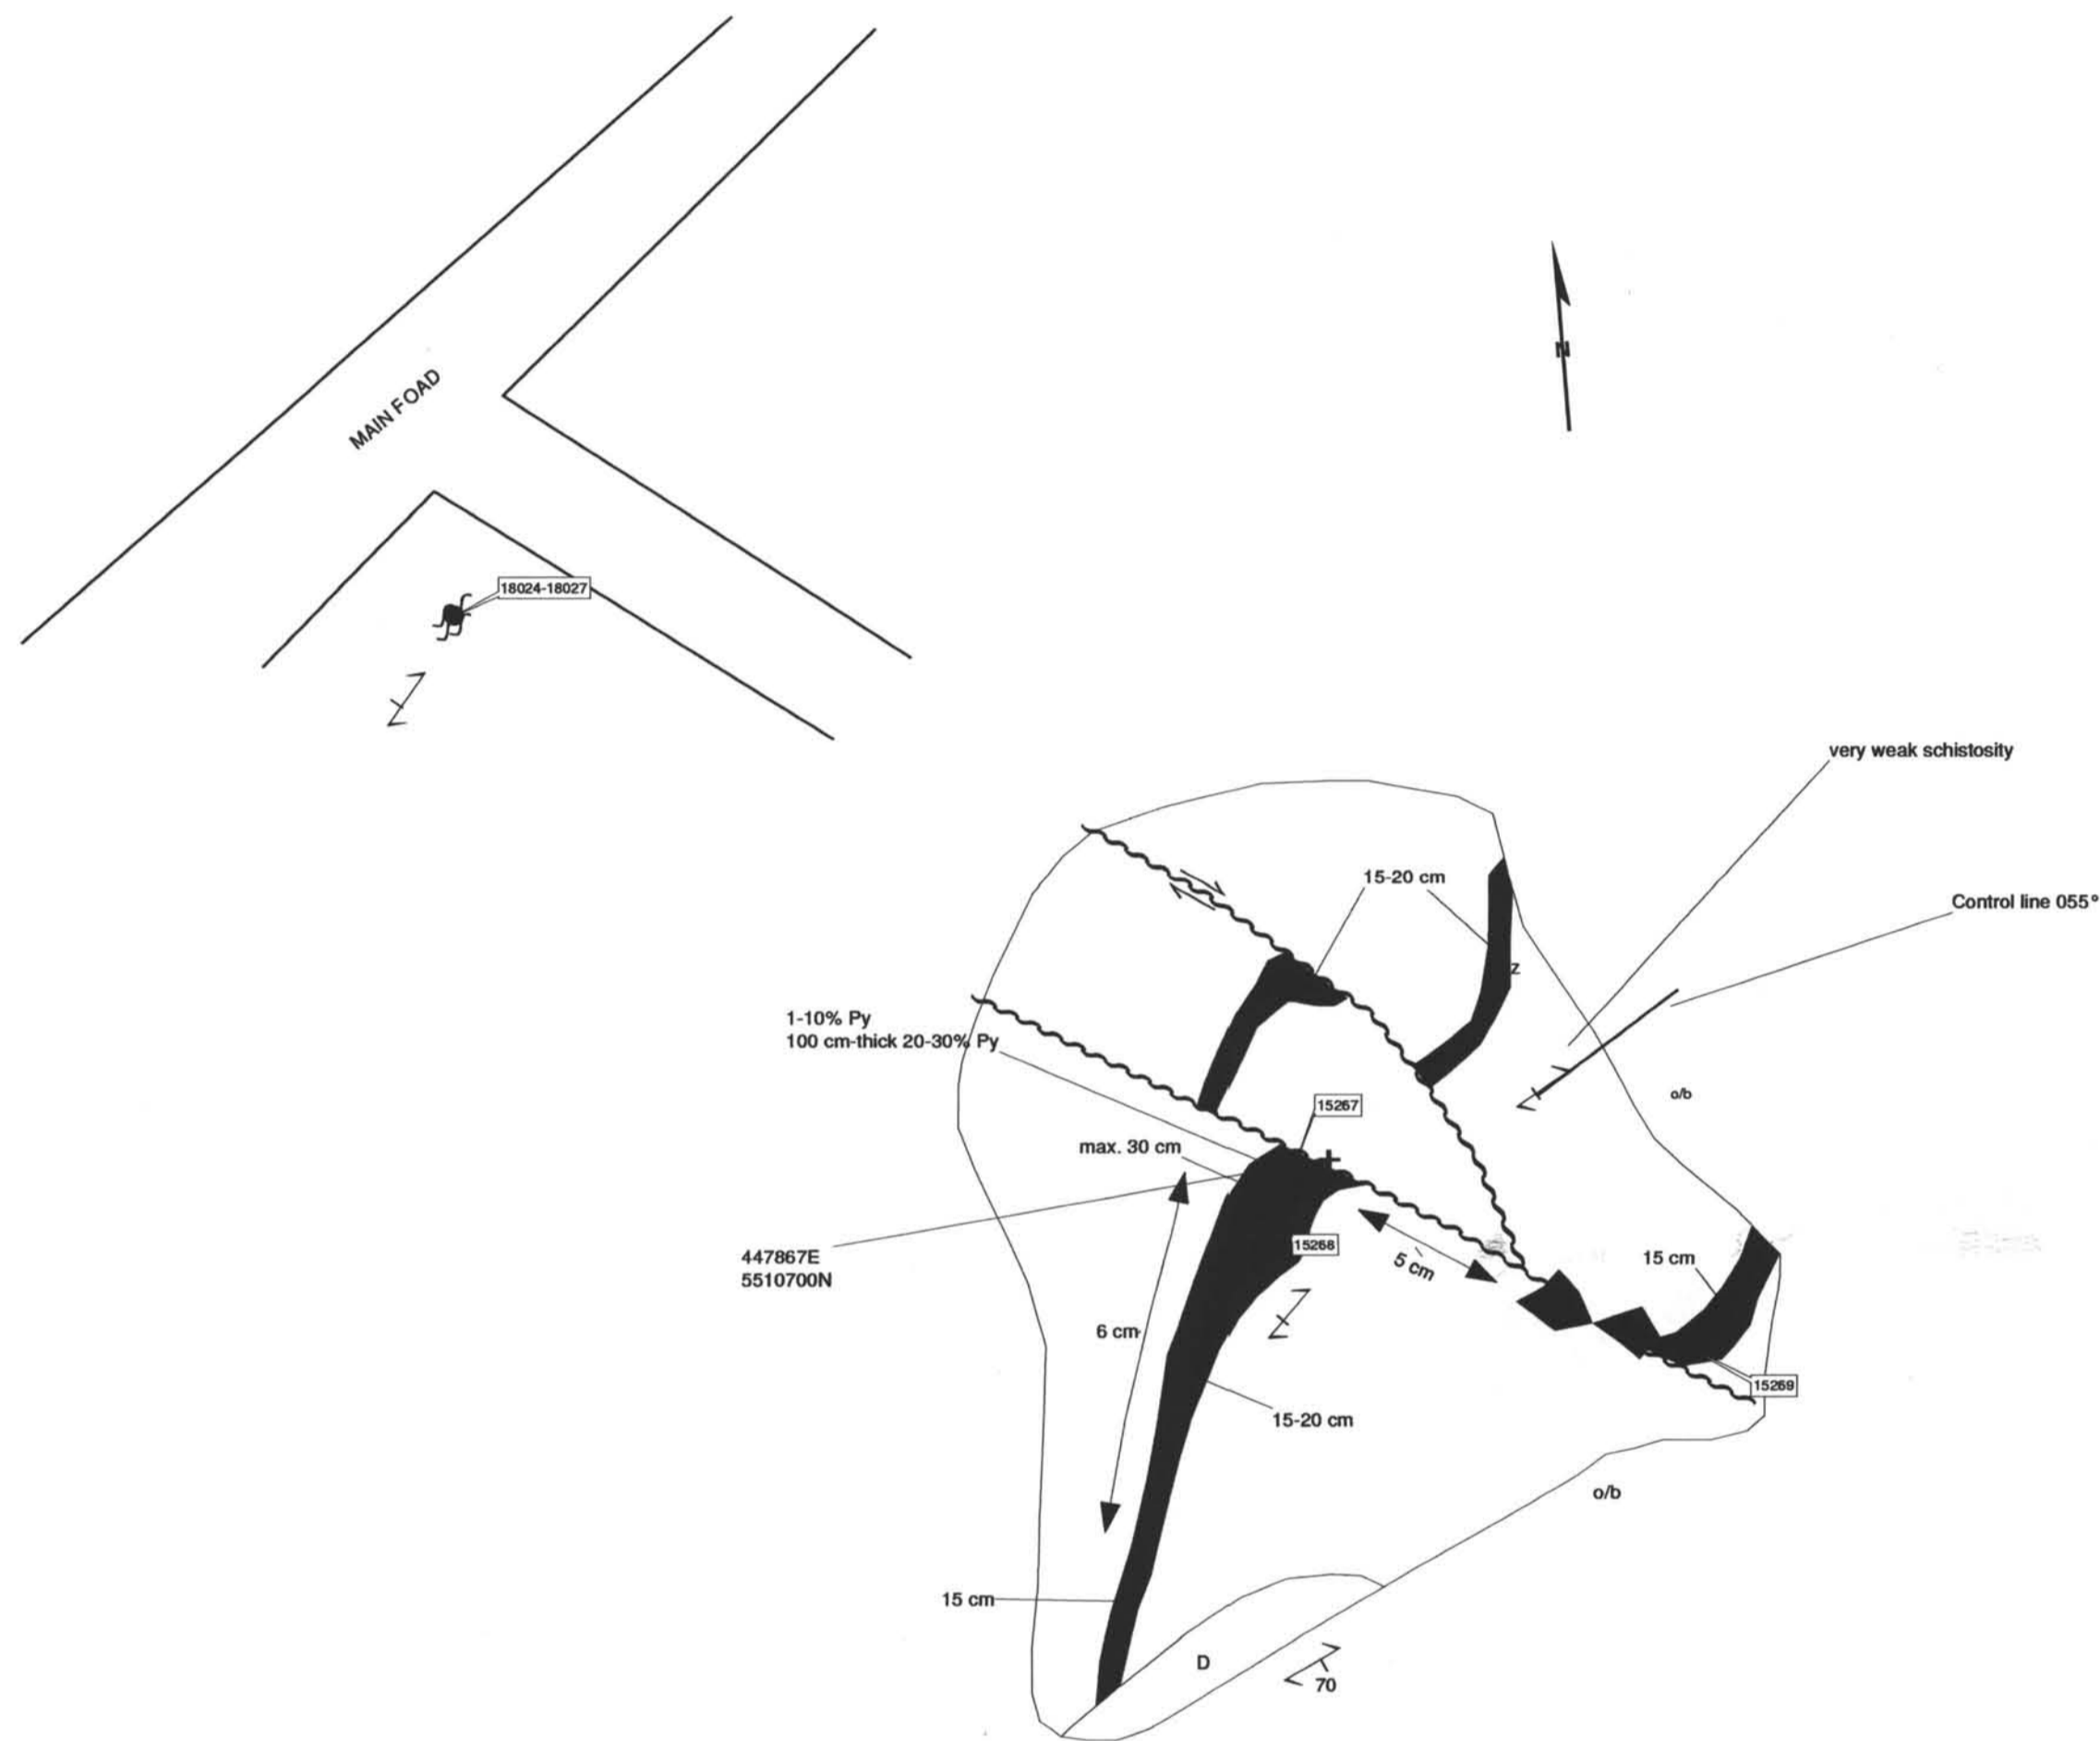 N
MAIN FOAD
18024-18027
very weak schistosity
15-20 cm
Control line 055°
z
1-10% Py
100 cm-thick 20-30% Py
o/b
15267
max. 30 cm
15268
447867E
5510700N
5 cm
15 cm
6 cm
15269
15-20 cm
o/b
15 cm
D
70